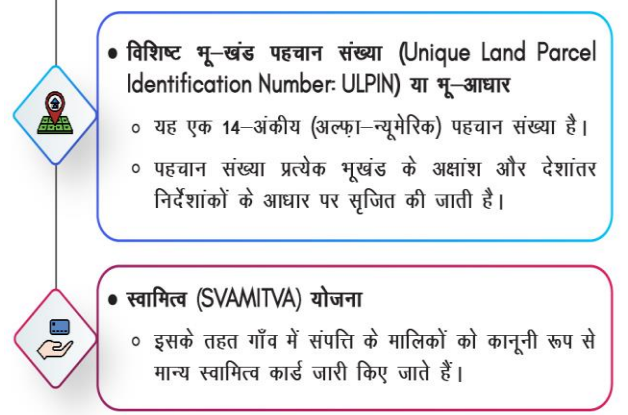 • विशिष्ट भू–खंड पहचान संख्या (Unique Land Parcel
Identification Number: ULPIN) या भू–आधार
○ यह एक 14–अंकीय (अल्फ़ा–न्यूमेरिक) पहचान संख्या है।
○ पहचान संख्या प्रत्येक भूखंड के अक्षांश और देशांतर
निर्देशांकों के आधार पर सृजित की जाती है।
• स्वामित्व (SVAMITVA) योजना
○ इसके तहत गाँव में संपत्ति के मालिकों को कानूनी रूप से
मान्य स्वामित्व कार्ड जारी किए जाते हैं।